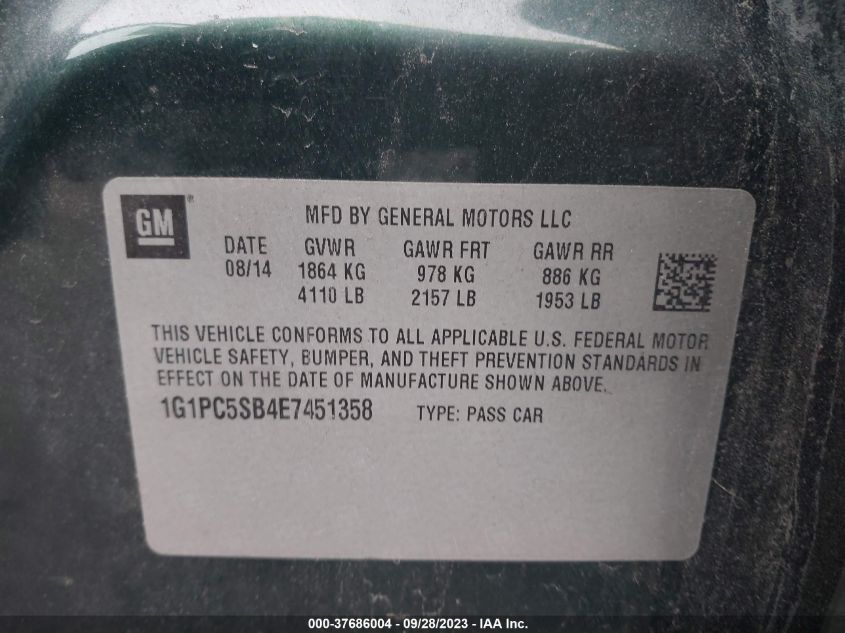 GM ®
MFD BY GENERAL MOTORS LLC
DATE GVWR GAWR FRT GAWR RR
08/14 1864 KG 978 KG 886 KG
4110 LB 2157 LB 1953 LB
THIS VEHICLE CONFORMS TO ALL APPLICABLE U.S. FEDERAL MOTOR
VEHICLE SAFETY, BUMPER, AND THEFT PREVENTION STANDARDS IN
EFFECT ON THE DATE OF MANUFACTURE SHOWN ABOVE.
1G1PC5SB4E7451358 TYPE: PASS CAR
000-37686004 - 09/28/2023 - IAA Inc.